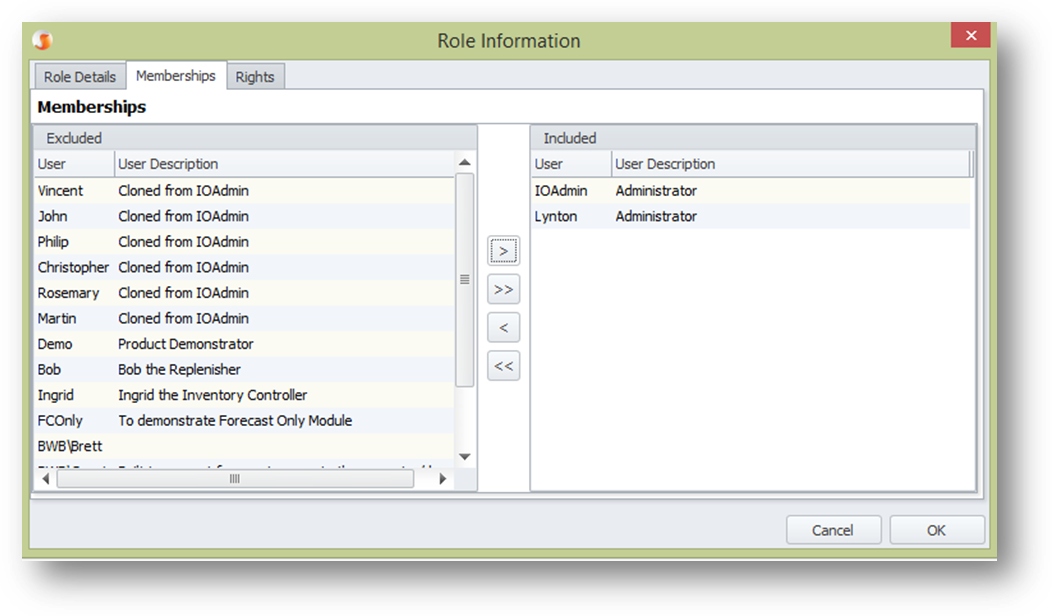 Role Information
Role Details Memberships Rights
Memberships
Excluded
User User Description
Vincent Cloned from IOAdmin
John Cloned from IOAdmin
Philip Cloned from IOAdmin
Christopher Cloned from IOAdmin
Rosemary Cloned from IOAdmin
Martin Cloned from IOAdmin
Demo Product Demonstrator
Bob Bob the Replenisher
Ingrid Ingrid the Inventory Controller
FCOnly To demonstrate Forecast Only Module
BWB\Brett
>
>>
<
<<
Included
User User Description
IOAdmin Administrator
Lynton Administrator
Cancel OK